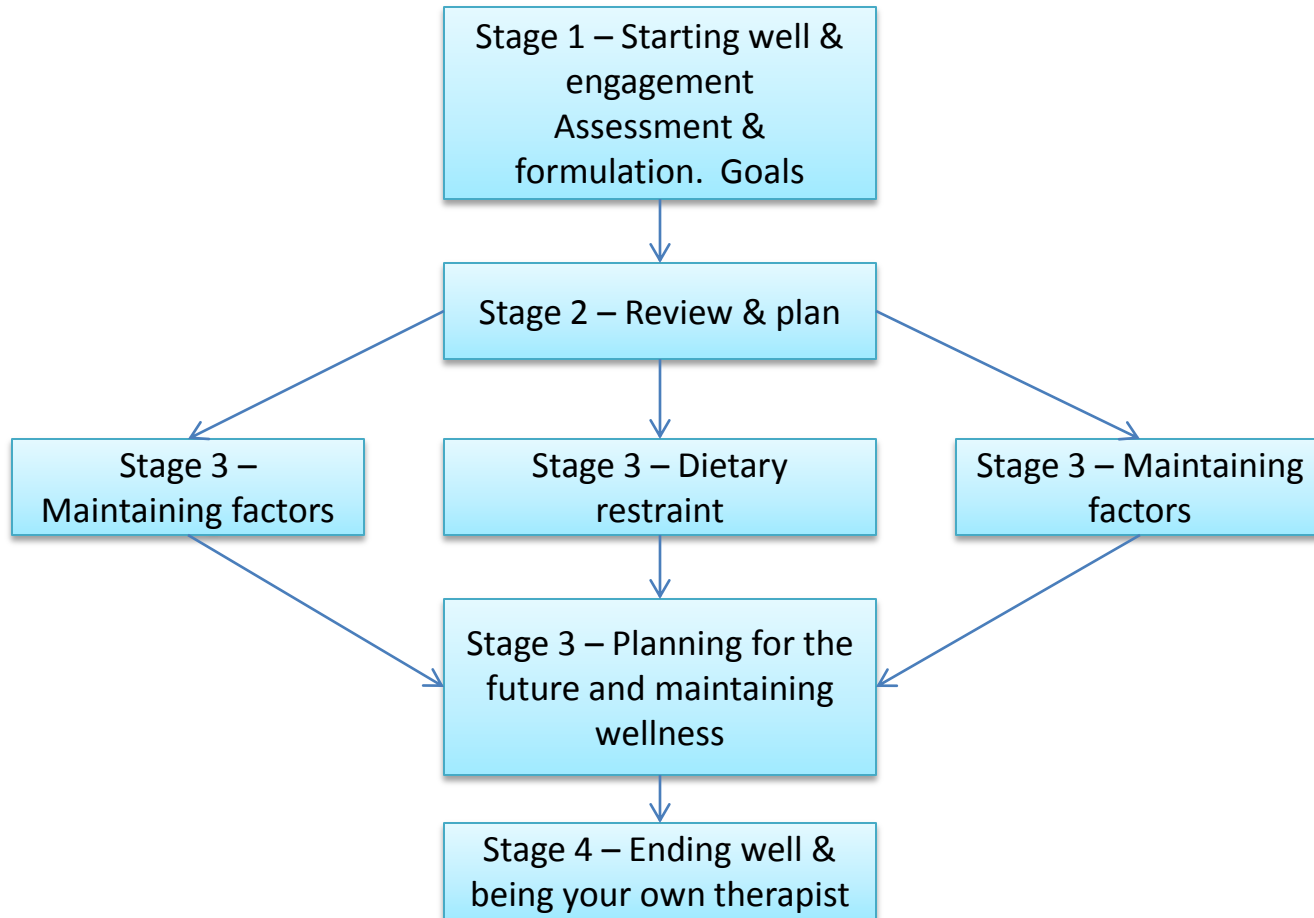 Stage 1 – Starting well &
engagement
Assessment &
formulation.  Goals
Stage 2 – Review & plan
Stage 3 –
Maintaining factors
Stage 3 – Dietary
restraint
Stage 3 – Maintaining
factors
Stage 3 – Planning for the
future and maintaining
wellness
Stage 4 – Ending well &
being your own therapist